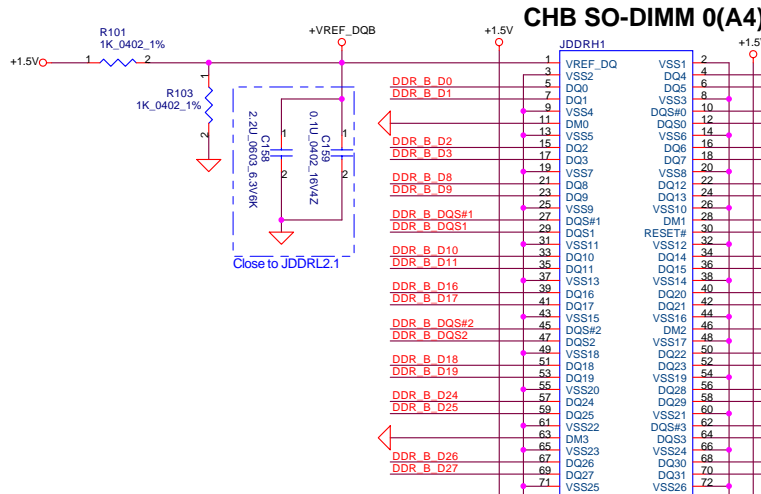 CHB SO-DIMM 0(A4)
R101
1K_0402_1%
+1.5V
1
2
R103
1K_0402_1%
1
2
+VREF_DQB
2.2U_0603_6.3V6K
C158
1
2
0.1U_0402_16V4Z
C159
1
2
Close to JDDRL2.1
+1.5V
JDDRH1
+1.5V
1 VREF_DQ VSS1 2
3 VSS2 DQ4 4
DDR_B_D0 5 DQ0 DQ5 6
DDR_B_D1 7 DQ1 VSS3 8
9 VSS4 DQS#0 10
11 DM0 DQS0 12
13 VSS5 VSS6 14
DDR_B_D2 15 DQ2 DQ6 16
DDR_B_D3 17 DQ3 DQ7 18
19 VSS7 VSS8 20
DDR_B_D8 21 DQ8 DQ12 22
DDR_B_D9 23 DQ9 DQ13 24
25 VSS9 VSS10 26
DDR_B_DQS#1 27 DQS#1 DM1 28
DDR_B_DQS1 29 DQS1 RESET# 30
31 VSS11 VSS12 32
DDR_B_D10 33 DQ10 DQ14 34
DDR_B_D11 35 DQ11 DQ15 36
37 VSS13 VSS14 38
DDR_B_D16 39 DQ16 DQ20 40
DDR_B_D17 41 DQ17 DQ21 42
43 VSS15 VSS16 44
DDR_B_DQS#2 45 DQS#2 DM2 46
DDR_B_DQS2 47 DQS2 VSS17 48
49 VSS18 DQ22 50
DDR_B_D18 51 DQ18 DQ23 52
DDR_B_D19 53 DQ19 VSS19 54
55 VSS20 DQ28 56
DDR_B_D24 57 DQ24 DQ29 58
DDR_B_D25 59 DQ25 VSS21 60
61 VSS22 DQS#3 62
63 DM3 DQS3 64
65 VSS23 VSS24 66
DDR_B_D26 67 DQ26 DQ30 68
DDR_B_D27 69 DQ27 DQ31 70
71 VSS25 VSS26 72